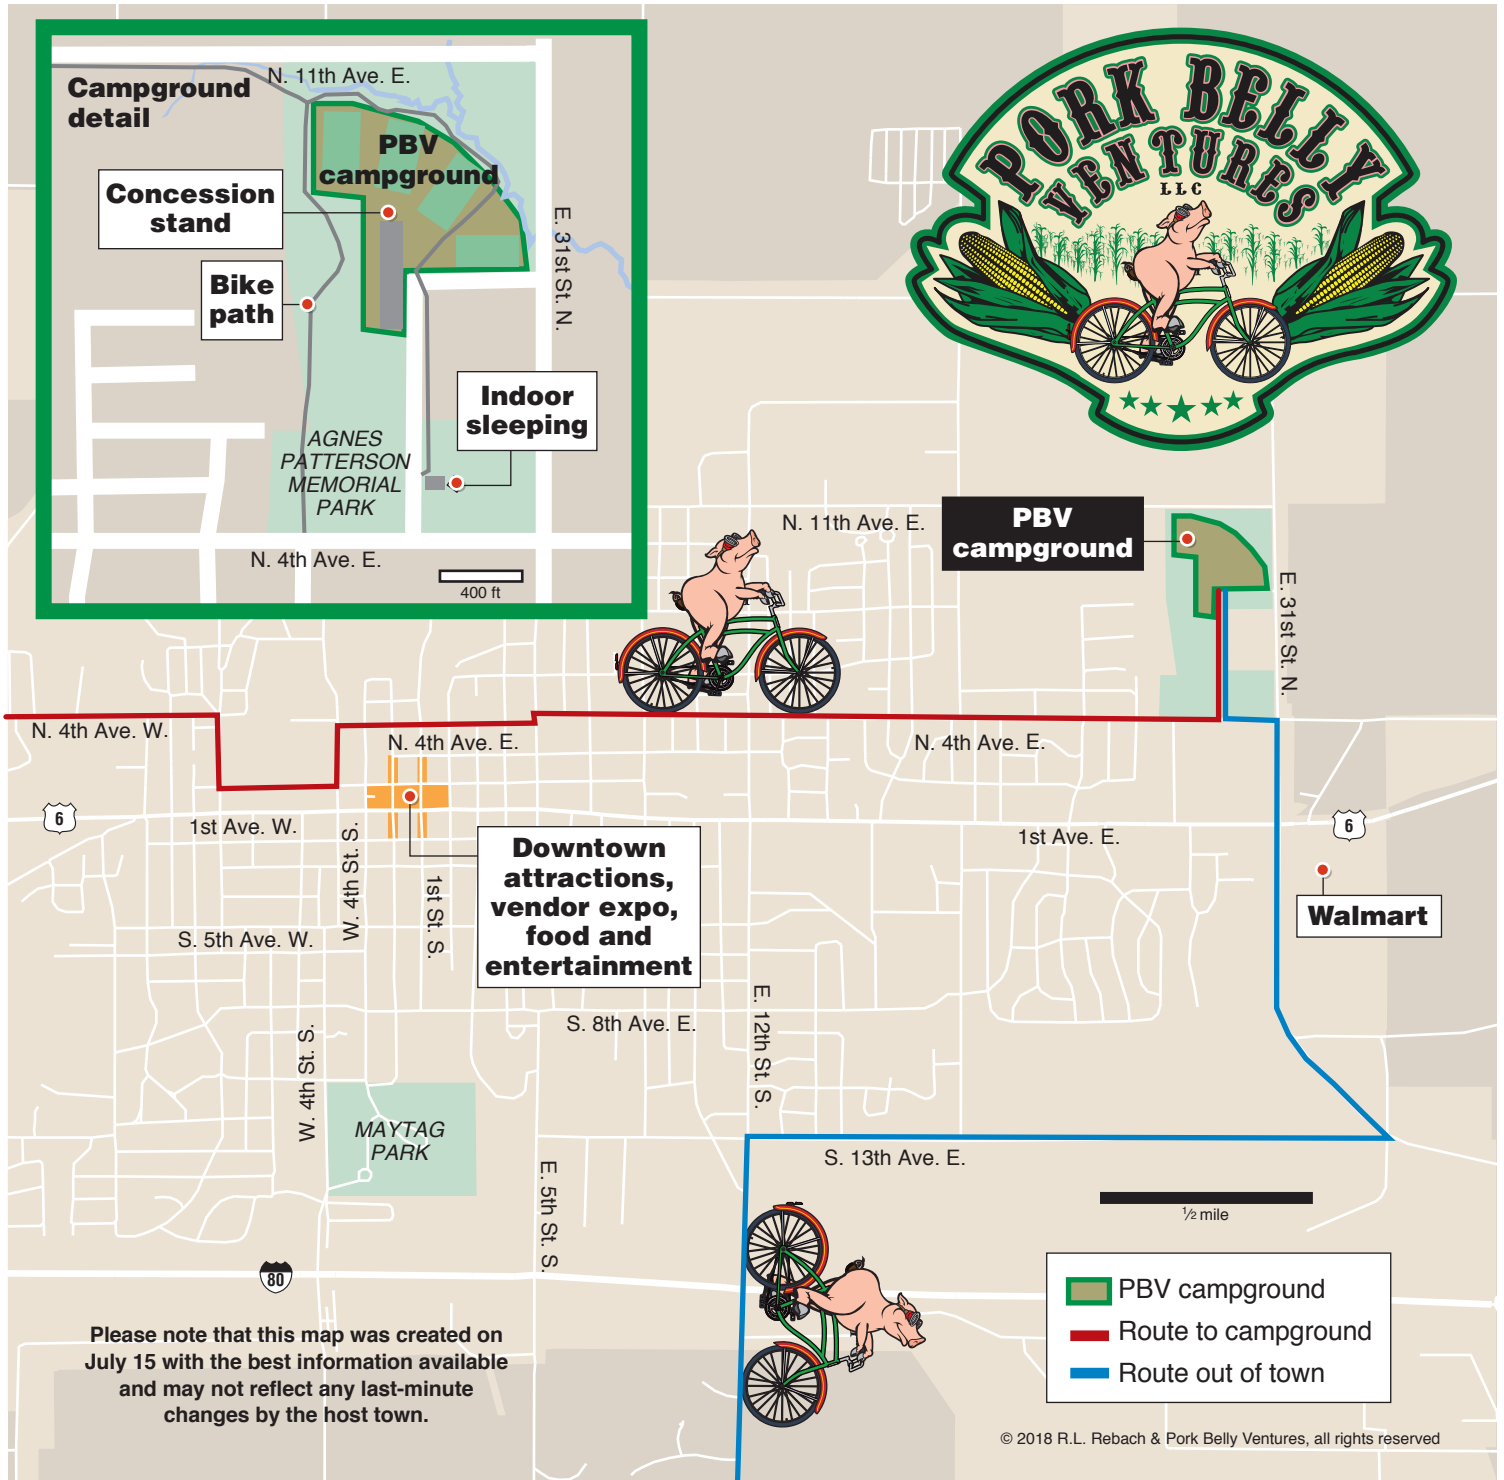 Campground
detail
N. 11th Ave. E.
PBV
campground
Concession
stand
Bike
path
E. 31st St. N.
Indoor
sleeping
AGNES
PATTERSON
MEMORIAL
PARK
N. 4th Ave. E.
400 ft
PORK BELLY
VENTURES
LLC
N. 11th Ave. E.
PBV
campground
E. 31st St. N.
N. 4th Ave. W.
N. 4th Ave. E.
N. 4th Ave. E.
6
1st Ave. W.
1st Ave. E.
6
W. 4th St. S.
1st St. S.
Downtown
attractions,
vendor expo,
food and
entertainment
Walmart
S. 5th Ave. W.
S. 8th Ave. E.
E. 12th St. S.
W. 4th St. S.
MAYTAG
PARK
S. 13th Ave. E.
E. 5th St. S.
½ mile
80
Please note that this map was created on
July 15 with the best information available
and may not reflect any last-minute
changes by the host town.
PBV campground
Route to campground
Route out of town
© 2018 R.L. Rebach & Pork Belly Ventures, all rights reserved